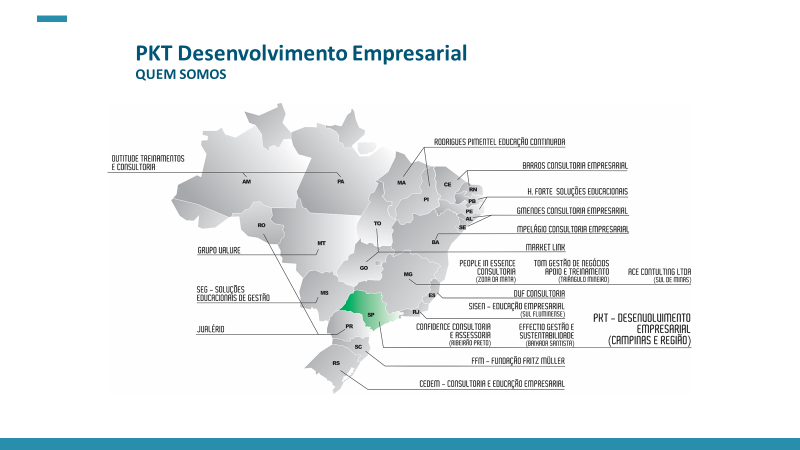 PKT Desenvolvimento Empresarial
QUEM SOMOS
RODRIGUES PIMENTEL EDUCAÇÃO CONTINUADA
OUTITUDE TREINAMENTOS
E CONSULTORIA
BARROS CONSULTORIA EMPRESARIAL
AM
PA
MA
CE
RN
PI
PB
PE
AL
SE
H. FORTE SOLUÇÕES EDUCACIONAIS
GMENDES CONSULTORIA EMPRESARIAL
IMPELÁGIO CONSULTORIA EMPRESARIAL
RO
TO
MT
BA
GRUPO VALURE
MARKET LINK
GO
MG
PEOPLE IN ESSENCE
CONSULTORIA
(ZONA DA MATA)
TOM GESTÃO DE NEGÓCIOS
APOIO E TREINAMENTO
(TRIÂNGULO MINEIRO)
ACE CONTULTING LTDA
(SUL DE MINAS)
SEG – SOLUÇÕES
EDUCACIONAIS DE GESTÃO
MS
ES
DVF CONSULTORIA
SISEN – EDUCAÇÃO EMPRESARIAL
(SUL FLUMINENSE)
SP
RJ
JVALÉRIO
PR
CONFIDENCE CONSULTORIA
E ASSESSORIA
(RIBEIRÃO PRETO)
EFFECTIO GESTÃO E
SUSTENTABILIDADE
(BAIXADA SANTISTA)
PKT – DESENVOLVIMENTO
EMPRESARIAL
(CAMPINAS E REGIÃO)
SC
FFM – FUNDAÇÃO FRITZ MÜLLER
RS
CEDEM – CONSULTORIA E EDUCAÇÃO EMPRESARIAL